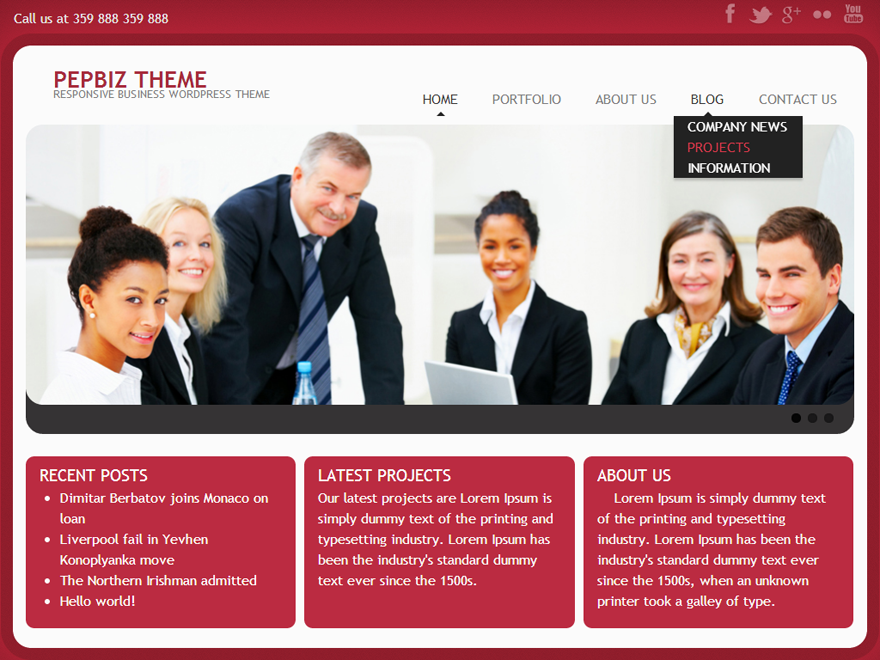 Call us at 359 888 359 888
You
Tube
PEPBIZ THEME
RESPONSIVE BUSINESS WORDPRESS THEME
HOME PORTFOLIO ABOUT US BLOG CONTACT US
COMPANY NEWS
PROJECTS
INFORMATION
RECENT POSTS
Dimitar Berbatov joins Monaco on
loan
Liverpool fail in Yevhen
Konoplyanka move
The Northern Irishman admitted
Hello world!
LATEST PROJECTS
Our latest projects are Lorem Ipsum is
simply dummy text of the printing and
typesetting industry. Lorem Ipsum has
been the industry's standard dummy
text ever since the 1500s.
ABOUT US
Lorem Ipsum is simply dummy text
of the printing and typesetting
industry. Lorem Ipsum has been the
industry's standard dummy text ever
since the 1500s, when an unknown
printer took a galley of type.